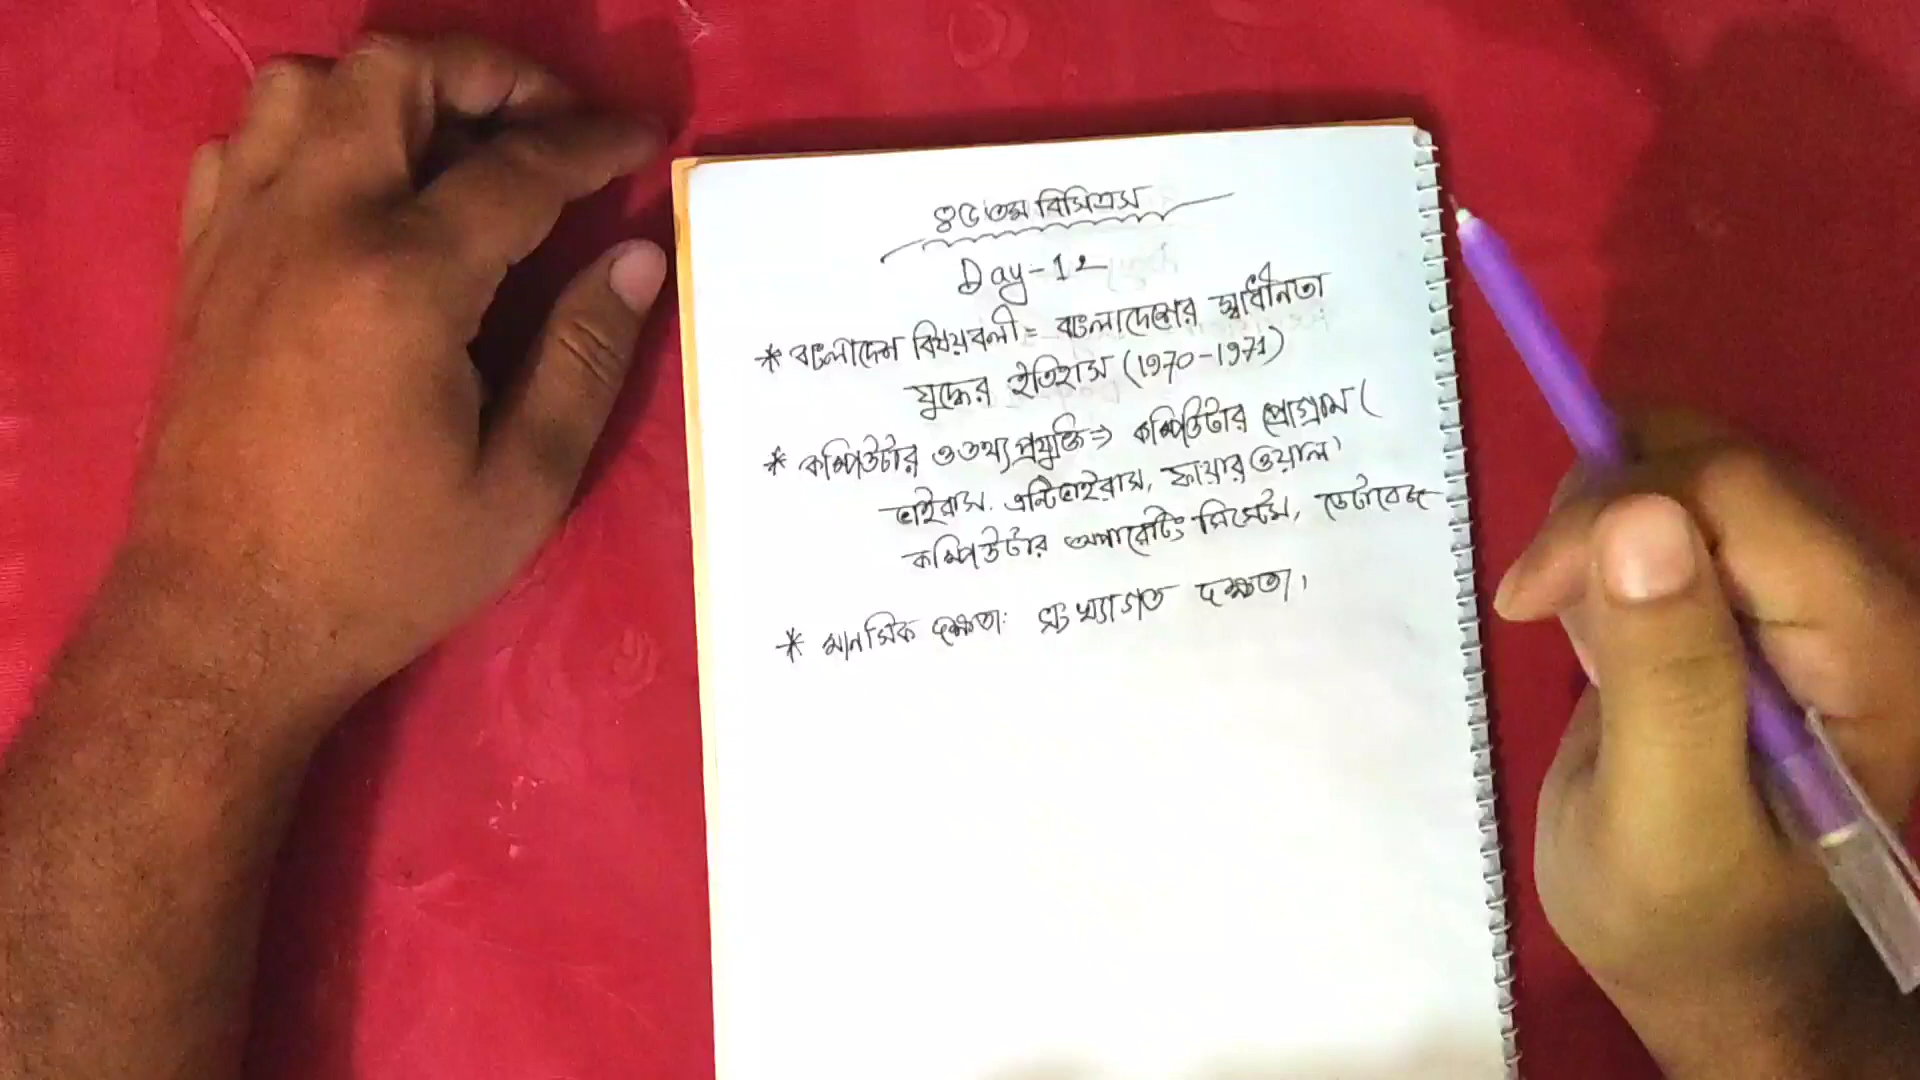 ৪৫তম বিসিএস
Day-12
* বাংলাদেশ বিষয়বলী = বাংলাদেশের স্বাধীনতা
যুদ্ধের ইতিহাস (1970-1971)
* কম্পিউটার ও তথ্য প্রযুক্তি => কম্পিউটার প্রোগ্রাম (
ভাইরাস, এন্টিভাইরাস, ফায়ারওয়াল)
কম্পিউটার অপারেটিং সিস্টেম, ডেটাবেজ
* মানসিক দক্ষতা: সংখ্যাগত দক্ষতা।